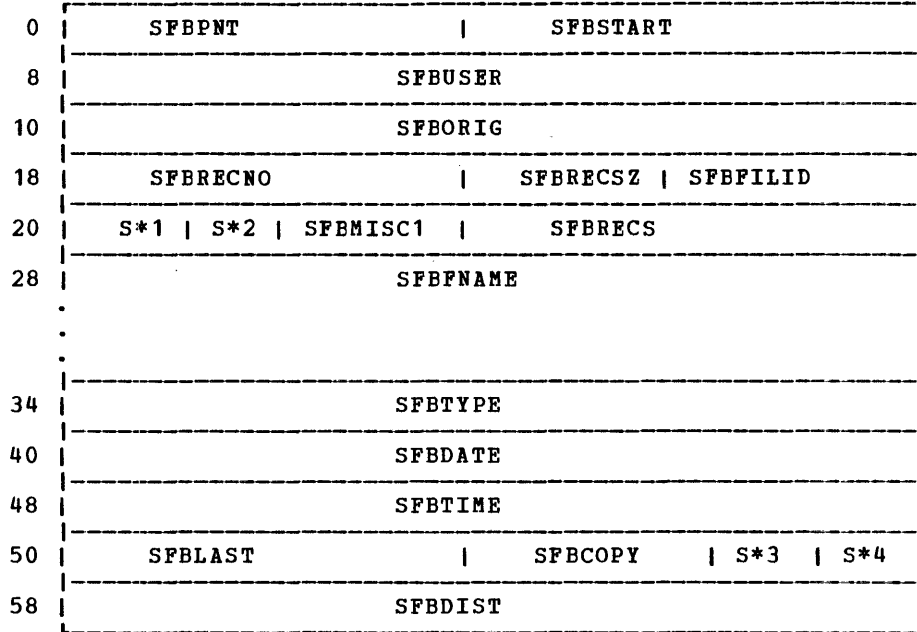 0 SFBPNT | SFBSTART
8 SFBUSER
10 SFBORIG
18 SFBRECNO | SFBRECSZ | SFBFILID
20 S*1 | S*2 | SFBMISC1 | SFBRECS
28 SFBFNAME
34 SFBTYPE
40 SFBDATE
48 SFBTIME
50 SFBLAST | SFBCOPY | S*3 | S*4
58 SFBDIST